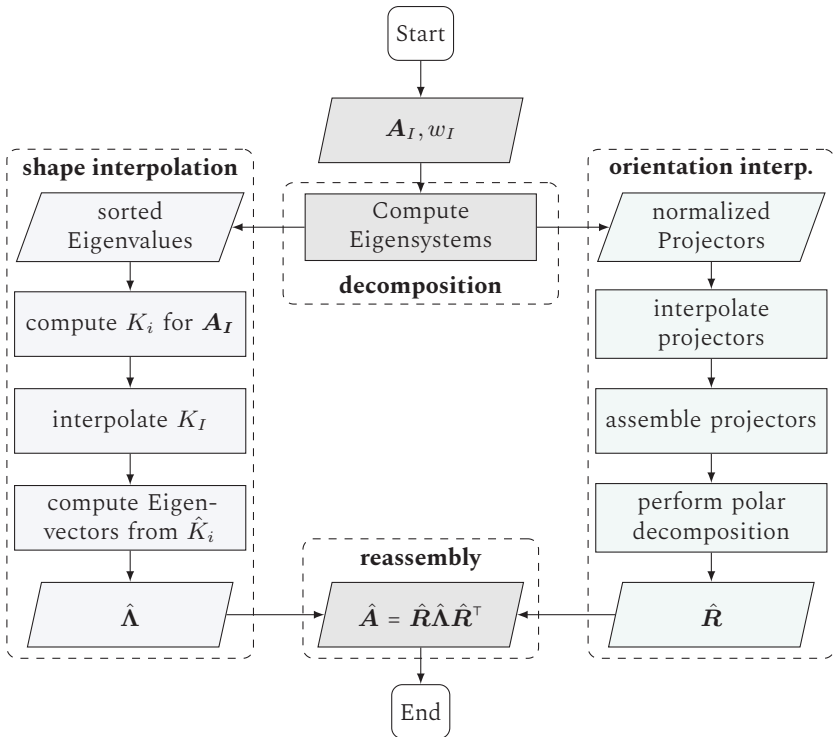 Start
𝑨_I, w_I
shape interpolation
sorted
Eigenvalues
compute K_i for 𝑨_𝑰
interpolate K_I
compute Eigen-
vectors from K̂_i
Λ̂
Compute
Eigensystems
decomposition
orientation interp.
normalized
Projectors
interpolate
projectors
assemble projectors
perform polar
decomposition
R̂
reassembly
Â = R̂Λ̂R̂ᵀ
End